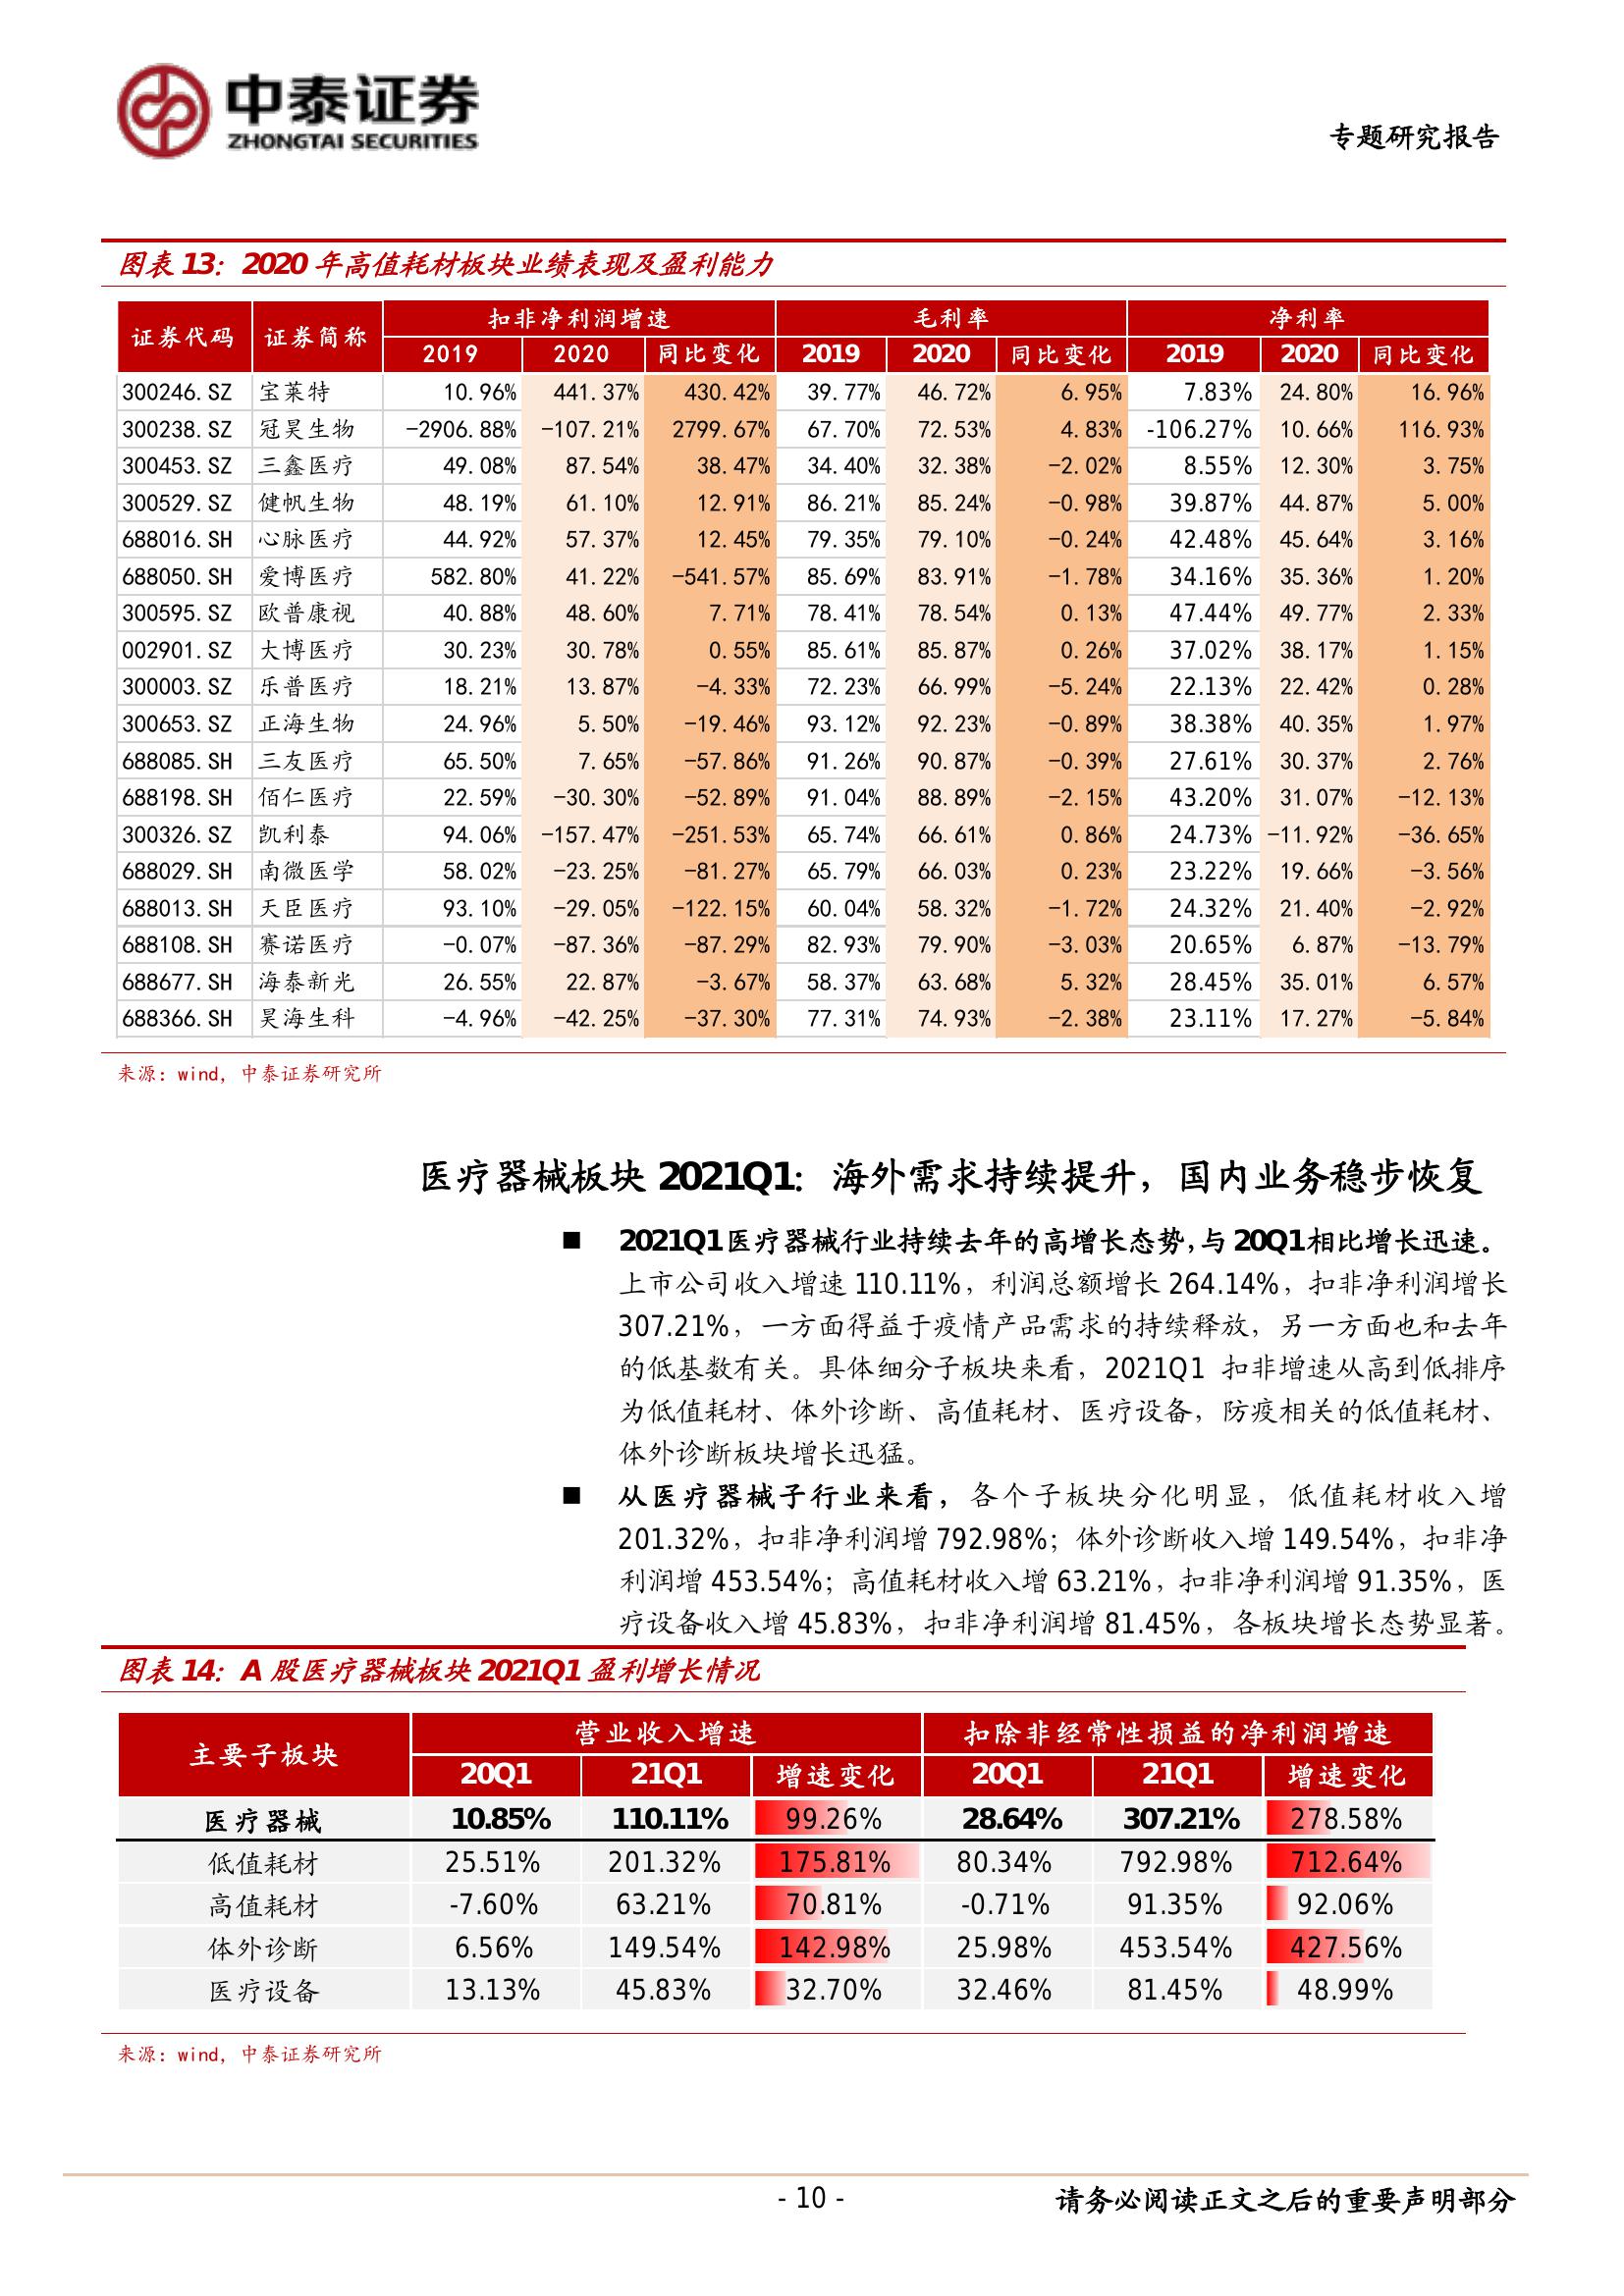 中泰证券
ZHONGTAI SECURITIES
专题研究报告
图表 13：2020 年高值耗材板块业绩表现及盈利能力
证券代码 证券简称 扣非净利润增速 毛利率 净利率
2019 2020 同比变化 2019 2020 同比变化 2019 2020 同比变化
300246.SZ 宝莱特 10.96% 441.37% 430.42% 39.77% 46.72% 6.95% 7.83% 24.80% 16.96%
300238.SZ 冠昊生物 -2906.88% -107.21% 2799.67% 67.70% 72.53% 4.83% -106.27% 10.66% 116.93%
300453.SZ 三鑫医疗 49.08% 87.54% 38.47% 34.40% 32.38% -2.02% 8.55% 12.30% 3.75%
300529.SZ 健帆生物 48.19% 61.10% 12.91% 86.21% 85.24% -0.98% 39.87% 44.87% 5.00%
688016.SH 心脉医疗 44.92% 57.37% 12.45% 79.35% 79.10% -0.24% 42.48% 45.64% 3.16%
688050.SH 爱博医疗 582.80% 41.22% -541.57% 85.69% 83.91% -1.78% 34.16% 35.36% 1.20%
300595.SZ 欧普康视 40.88% 48.60% 7.71% 78.41% 78.54% 0.13% 47.44% 49.77% 2.33%
002901.SZ 大博医疗 30.23% 30.78% 0.55% 85.61% 85.87% 0.26% 37.02% 38.17% 1.15%
300003.SZ 乐普医疗 18.21% 13.87% -4.33% 72.23% 66.99% -5.24% 22.13% 22.42% 0.28%
300653.SZ 正海生物 24.96% 5.50% -19.46% 93.12% 92.23% -0.89% 38.38% 40.35% 1.97%
688085.SH 三友医疗 65.50% 7.65% -57.86% 91.26% 90.87% -0.39% 27.61% 30.37% 2.76%
688198.SH 佰仁医疗 22.59% -30.30% -52.89% 91.04% 88.89% -2.15% 43.20% 31.07% -12.13%
300326.SZ 凯利泰 94.06% -157.47% -251.53% 65.74% 66.61% 0.86% 24.73% -11.92% -36.65%
688029.SH 南微医学 58.02% -23.25% -81.27% 65.79% 66.03% 0.23% 23.22% 19.66% -3.56%
688013.SH 天臣医疗 93.10% -29.05% -122.15% 60.04% 58.32% -1.72% 24.32% 21.40% -2.92%
688108.SH 赛诺医疗 -0.07% -87.36% -87.29% 82.93% 79.90% -3.03% 20.65% 6.87% -13.79%
688677.SH 海泰新光 26.55% 22.87% -3.67% 58.37% 63.68% 5.32% 28.45% 35.01% 6.57%
688366.SH 昊海生科 -4.96% -42.25% -37.30% 77.31% 74.93% -2.38% 23.11% 17.27% -5.84%
来源：wind，中泰证券研究所
医疗器械板块 2021Q1：海外需求持续提升，国内业务稳步恢复
■ 2021Q1 医疗器械行业持续去年的高增长态势，与 20Q1 相比增长迅速。
上市公司收入增速 110.11%，利润总额增长 264.14%，扣非净利润增长
307.21%，一方面得益于疫情产品需求的持续释放，另一方面也和去年
的低基数有关。具体细分子板块来看，2021Q1 扣非增速从高到低排序
为低值耗材、体外诊断、高值耗材、医疗设备，防疫相关的低值耗材、
体外诊断板块增长迅猛。
■ 从医疗器械子行业来看，各个子板块分化明显，低值耗材收入增
201.32%，扣非净利润增 792.98%；体外诊断收入增 149.54%，扣非净
利润增 453.54%；高值耗材收入增 63.21%，扣非净利润增 91.35%，医
疗设备收入增 45.83%，扣非净利润增 81.45%，各板块增长态势显著。
图表 14：A 股医疗器械板块 2021Q1 盈利增长情况
主要子板块 营业收入增速 扣除非经常性损益的净利润增速
20Q1 21Q1 增速变化 20Q1 21Q1 增速变化
医疗器械 10.85% 110.11% 99.26% 28.64% 307.21% 278.58%
低值耗材 25.51% 201.32% 175.81% 80.34% 792.98% 712.64%
高值耗材 -7.60% 63.21% 70.81% -0.71% 91.35% 92.06%
体外诊断 6.56% 149.54% 142.98% 25.98% 453.54% 427.56%
医疗设备 13.13% 45.83% 32.70% 32.46% 81.45% 48.99%
来源：wind，中泰证券研究所
- 10 -
请务必阅读正文之后的重要声明部分